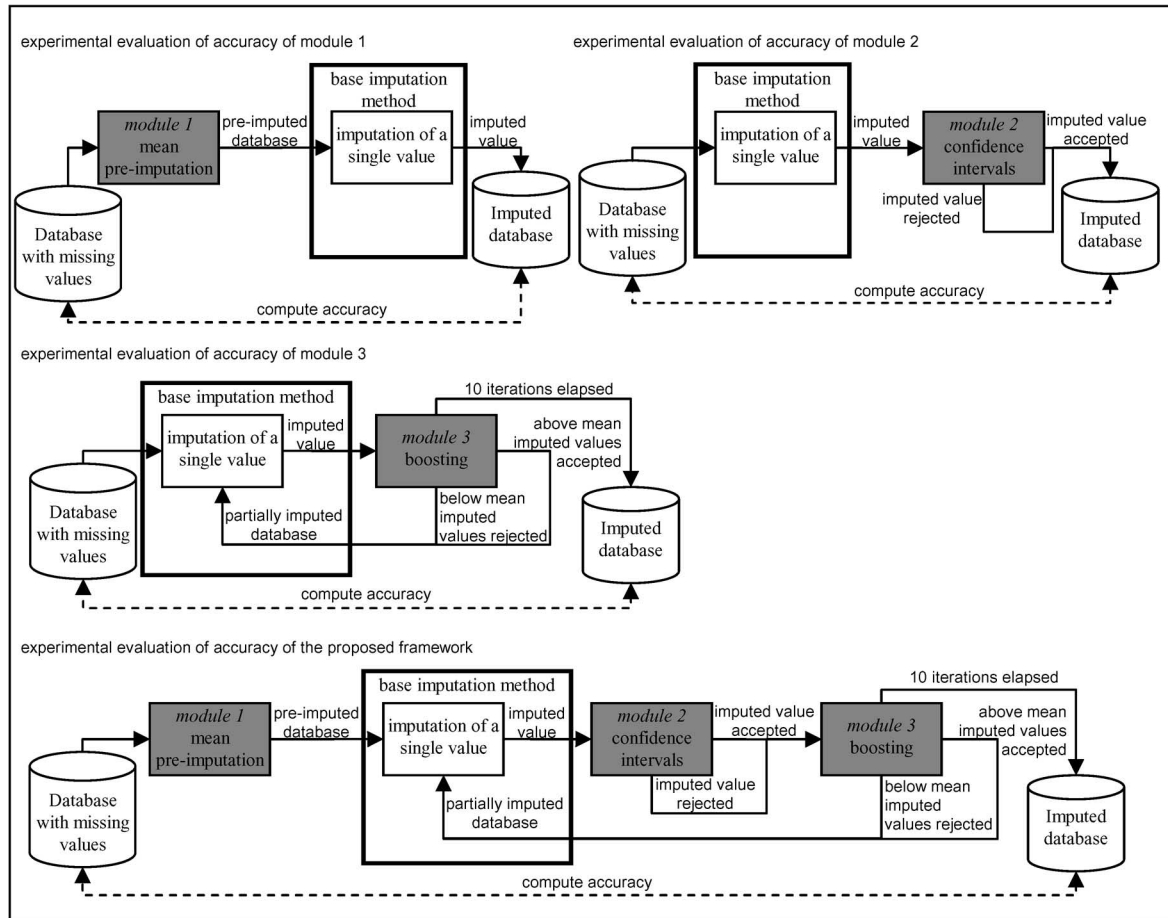 experimental evaluation of accuracy of module 1
base imputation
method
module 1
mean
pre-imputation
pre-imputed
database
imputation of a
single value
imputed
value
Database
with missing
values
Imputed
database
compute accuracy
experimental evaluation of accuracy of module 2
base imputation
method
imputation of a
single value
imputed
value
module 2
confidence
intervals
imputed value
accepted
imputed value
rejected
Database
with missing
values
Imputed
database
compute accuracy
experimental evaluation of accuracy of module 3
base imputation method
imputation of a
single value
imputed
value
module 3
boosting
10 iterations elapsed
above mean
imputed values
accepted
below mean
imputed
values rejected
partially imputed
database
Database
with missing
values
Imputed
database
compute accuracy
experimental evaluation of accuracy of the proposed framework
base imputation method
module 1
mean
pre-imputation
pre-imputed
database
imputation of a
single value
imputed
value
module 2
confidence
intervals
imputed value
accepted
imputed value
rejected
module 3
boosting
10 iterations elapsed
above mean
imputed values
accepted
below mean
imputed
values rejected
partially imputed
database
Database
with missing
values
Imputed
database
compute accuracy